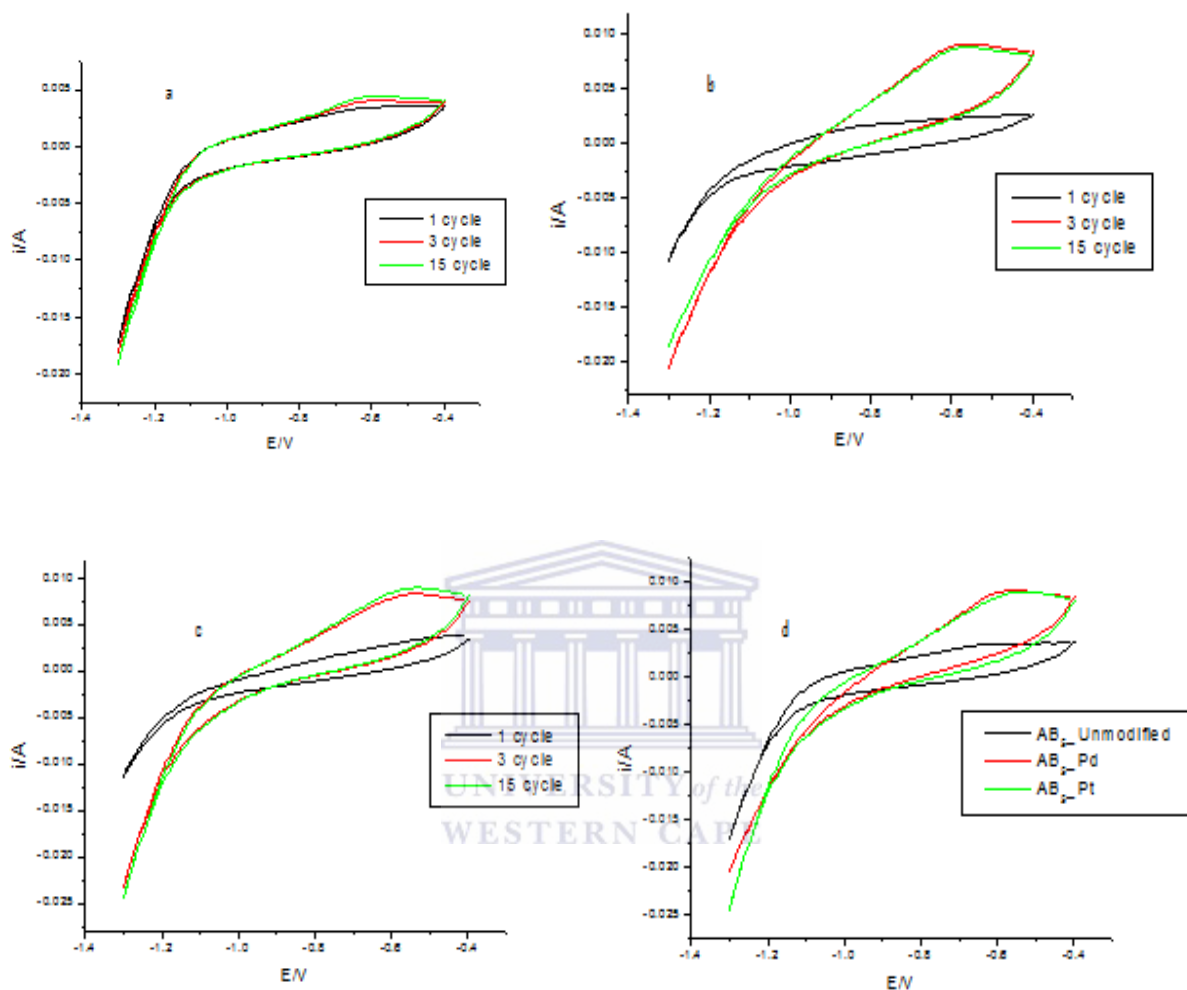 a
0.005
0.000
-0.005
-0.010
-0.015
-0.020
i/A
1 cycle
3 cycle
15 cycle
-1.4 -1.2 -1.0 -0.8 -0.6 -0.4
E/V
b
0.010
0.005
0.000
-0.005
-0.010
-0.015
-0.020
i/A
1 cycle
3 cycle
15 cycle
-1.4 -1.2 -1.0 -0.8 -0.6 -0.4
E/V
c
0.010
0.005
0.000
-0.005
-0.010
-0.015
-0.020
-0.025
i/A
1 cycle
3 cycle
15 cycle
-1.4 -1.2 -1.0 -0.8 -0.6 -0.4
E/V
UNIVERSITY of the
WESTERN CAPE
d
0.010
0.005
0.000
-0.005
-0.010
-0.015
-0.020
-0.025
i/A
AB5_ Unmodified
AB5_ Pd
AB5_ Pt
-1.4 -1.2 -1.0 -0.8 -0.6 -0.4
E/V